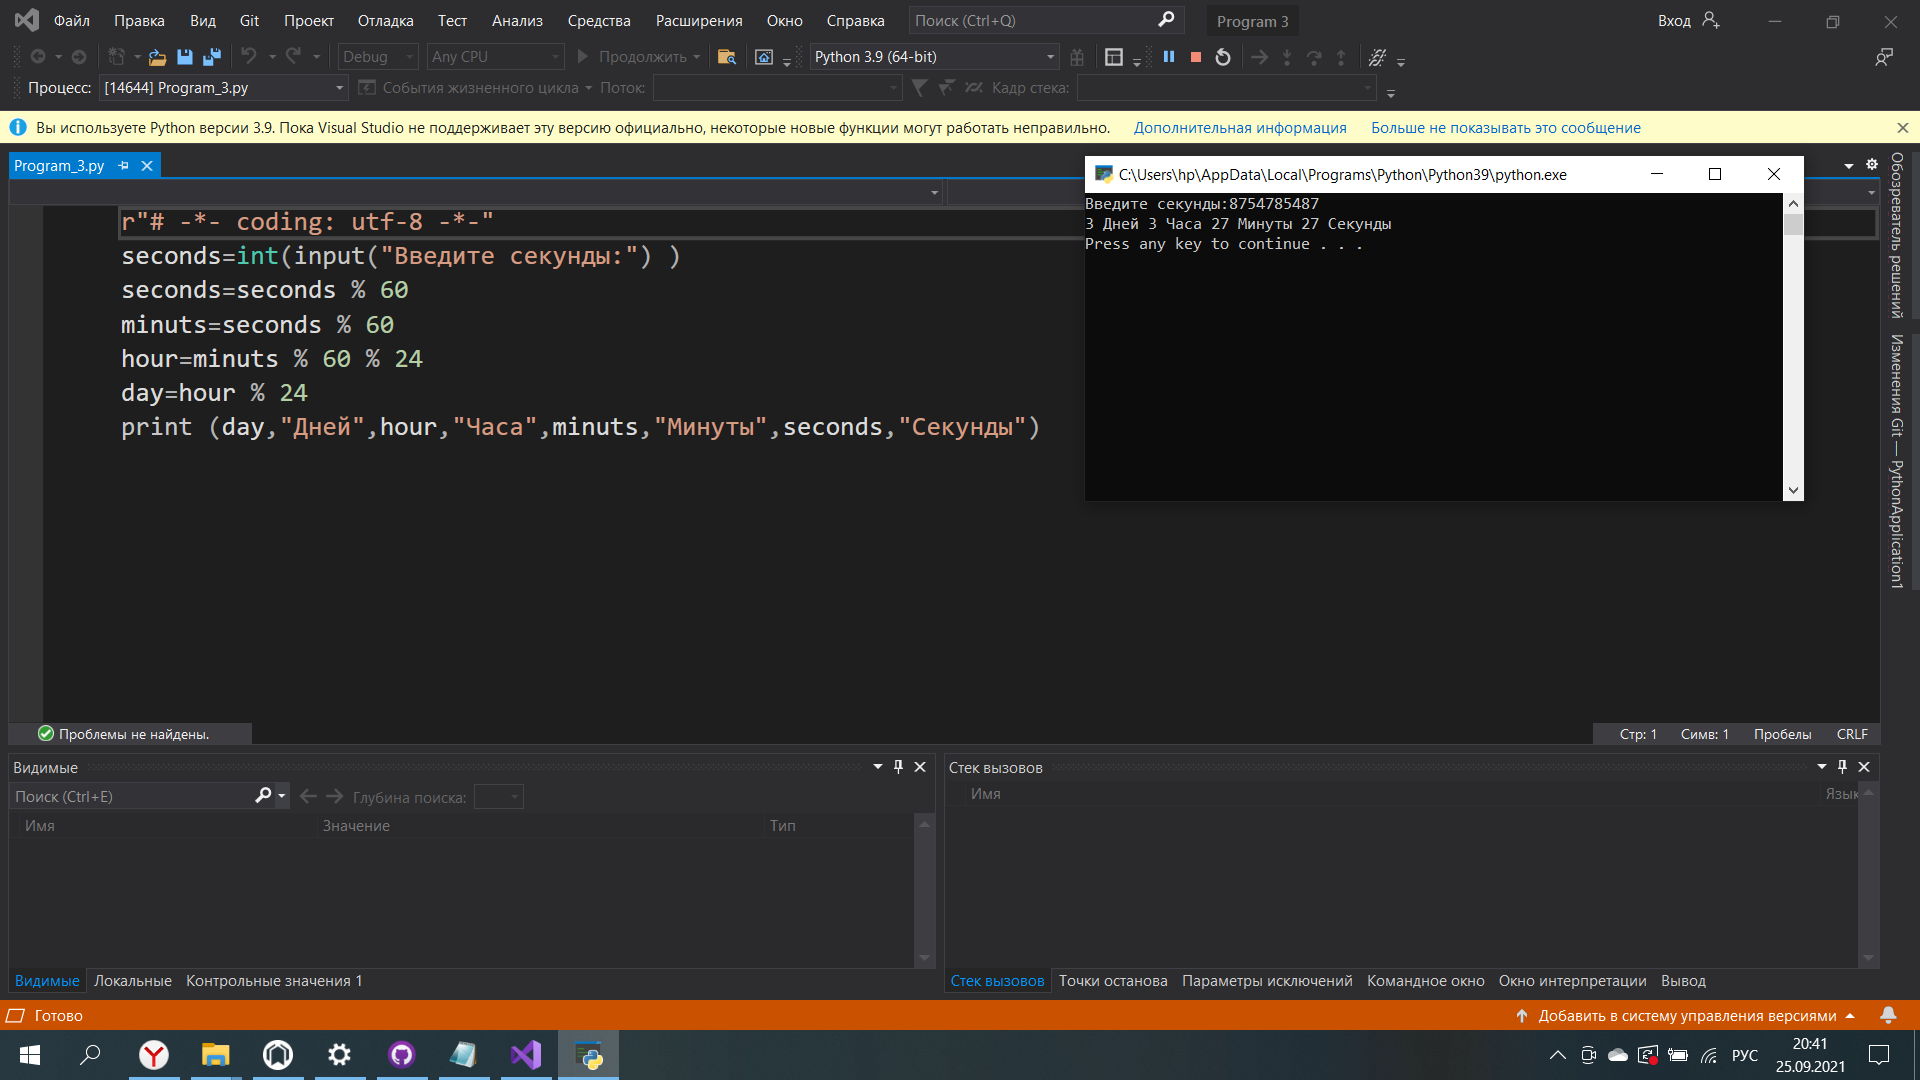 Файл Правка Вид Git Проект Отладка Тест Анализ Средства Расширения Окно Справка Поиск (Ctrl+Q) Program 3 Вход
Debug Any CPU Продолжить Python 3.9 (64-bit)
Процесс: [14644] Program_3.py События жизненного цикла Поток: Кадр стека:
Вы используете Python версии 3.9. Пока Visual Studio не поддерживает эту версию официально, некоторые новые функции могут работать неправильно. Дополнительная информация Больше не показывать это сообщение
Program_3.py
r"# -*- coding: utf-8 -*-"
seconds=int(input("Введите секунды:") )
seconds=seconds % 60
minuts=seconds % 60
hour=minuts % 60 % 24
day=hour % 24
print (day,"Дней",hour,"Часа",minuts,"Минуты",seconds,"Секунды")
C:\Users\hp\AppData\Local\Programs\Python\Python39\python.exe
Введите секунды:8754785487
3 Дней 3 Часа 27 Минуты 27 Секунды
Press any key to continue . . .
Обозреватель решений
Изменения Git — PythonApplication1
Проблемы не найдены.
Стр: 1 Симв: 1 Пробелы CRLF
Видимые
Поиск (Ctrl+E) Глубина поиска:
Имя Значение Тип
Видимые Локальные Контрольные значения 1
Стек вызовов
Имя Язык
Стек вызовов Точки останова Параметры исключений Командное окно Окно интерпретации Вывод
Готово Добавить в систему управления версиями
РУС 20:41
25.09.2021